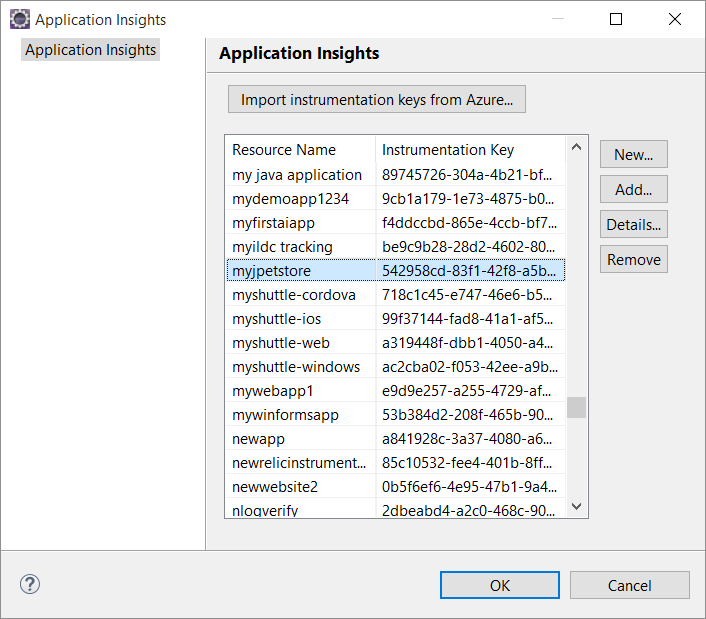 Application Insights
Application Insights
Application Insights
Import instrumentation keys from Azure...
Resource Name Instrumentation Key
my java application 89745726-304a-4b21-bf...
mydemoapp1234 9cb1a179-1e73-4875-b0...
myfirstaiapp f4ddccbd-865e-4ccb-bf7...
myildc tracking be9c9b28-28d2-4602-80...
myjpetstore 542958cd-83f1-42f8-a5b...
myshuttle-cordova 718c1c45-e747-46e6-b5...
myshuttle-ios 99f37144-fad8-41a1-af5...
myshuttle-web a319448f-dbb1-4050-a4...
myshuttle-windows ac2cba02-f053-42ee-a9b...
mywebapp1 e9d9e257-a255-4729-af...
mywinformsapp 53b384d2-208f-465b-90...
newapp a841928c-3a37-4080-a6...
newrelicinstrument... 85c10532-fee4-401b-8ff...
newwebsite2 0b5f6ef6-4e95-47b1-9a4...
nlogverify 2dbeabd4-a2c0-468c-90...
New...
Add...
Details...
Remove
?
OK
Cancel